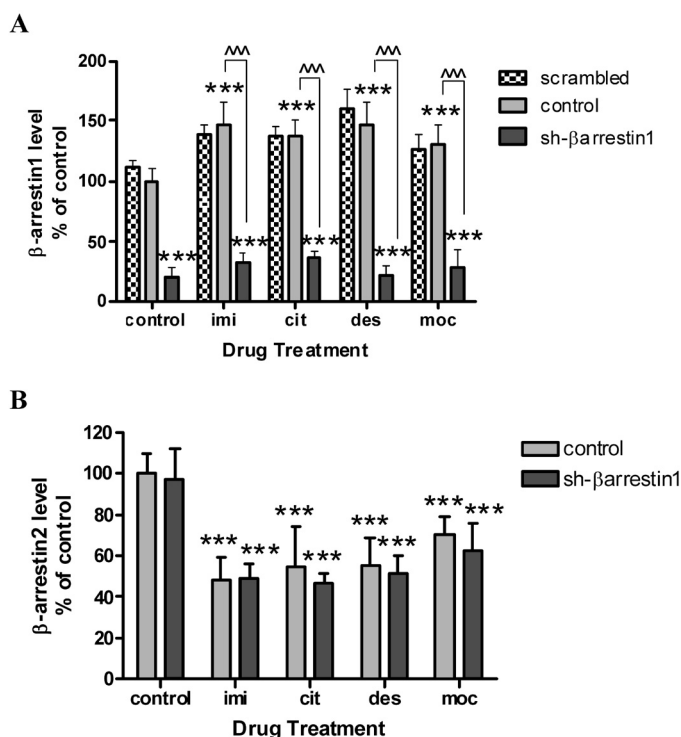 A
β-arrestin1 level
% of control
200
150
100
50
0
^^^ ^^^ ^^^ ^^^
*** *** *** ***
*** *** *** *** ***
control imi cit des moc
Drug Treatment
scrambled
control
sh-βarrestin1
B
β-arrestin2 level
% of control
120
100
80
60
40
20
0
*** *** *** *** *** *** *** ***
control imi cit des moc
Drug Treatment
control
sh-βarrestin1